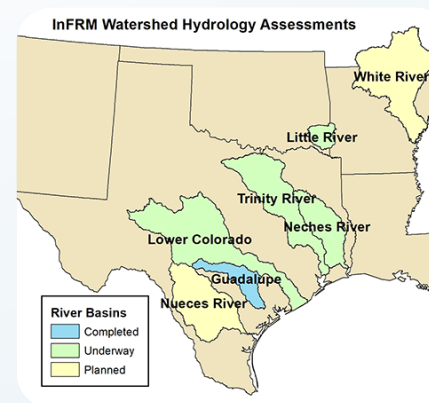 InFRM Watershed Hydrology Assessments
White River
Little River
Trinity River
Neches River
Lower Colorado
Guadalupe
Nueces River
River Basins
Completed
Underway
Planned